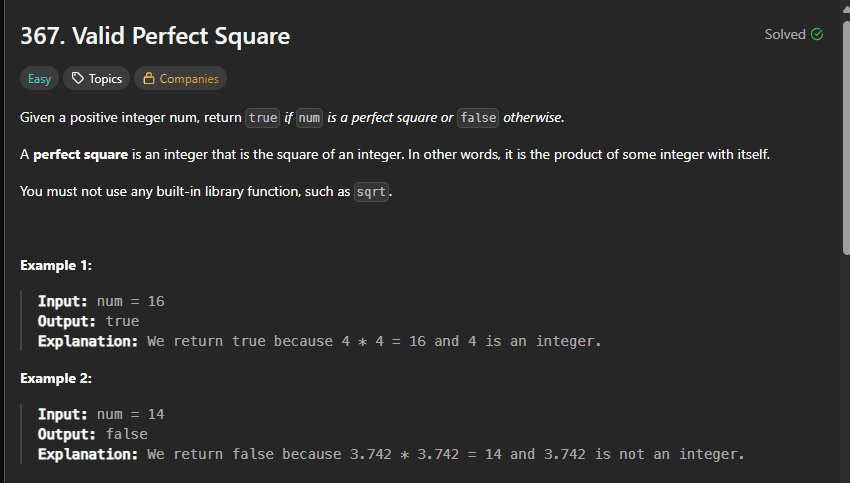 367. Valid Perfect Square
Solved
Easy Topics Companies
Given a positive integer num, return true if num is a perfect square or false otherwise.
A perfect square is an integer that is the square of an integer. In other words, it is the product of some integer with itself.
You must not use any built-in library function, such as sqrt.
Example 1:
Input: num = 16
Output: true
Explanation: We return true because 4 * 4 = 16 and 4 is an integer.
Example 2:
Input: num = 14
Output: false
Explanation: We return false because 3.742 * 3.742 = 14 and 3.742 is not an integer.